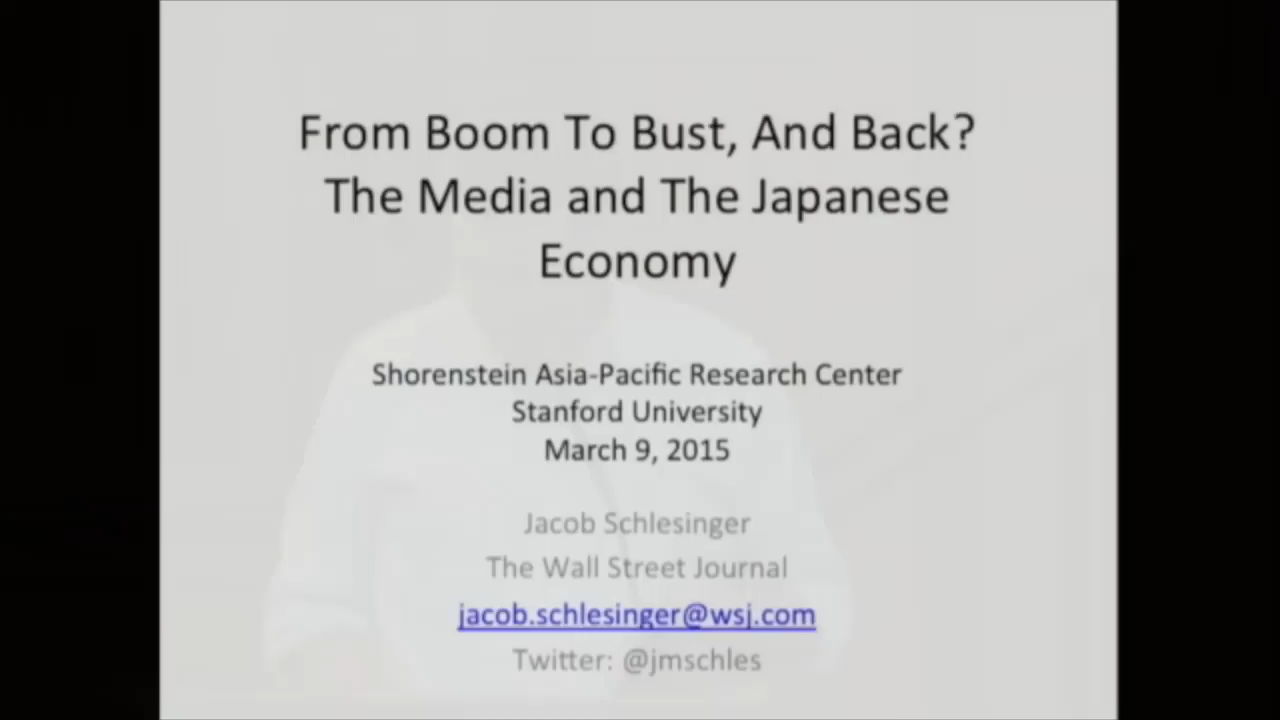 From Boom To Bust, And Back?
The Media and The Japanese
Economy
Shorenstein Asia-Pacific Research Center
Stanford University
March 9, 2015
Jacob Schlesinger
The Wall Street Journal
jacob.schlesinger@wsj.com
Twitter: @jmschles